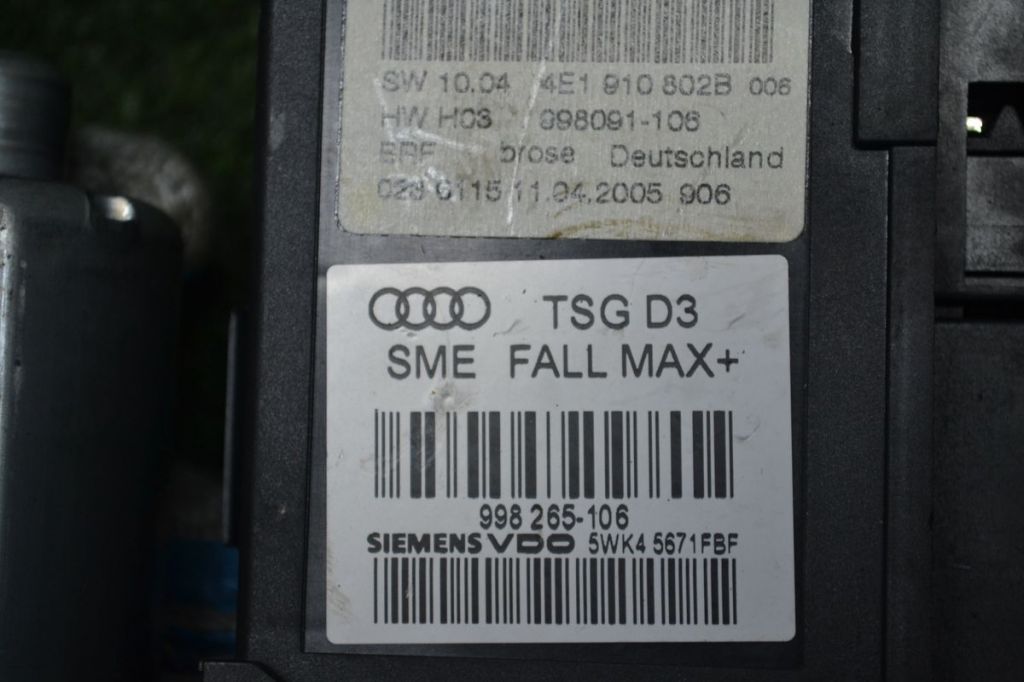 SW 10.04 4E1 910 802B 006
HW H03 998091-106
BRF brose Deutschland
11.04.2005 906
TSG D3
SME FALL MAX+
998 265-106
SIEMENS VDO 5WK4 5671FBF